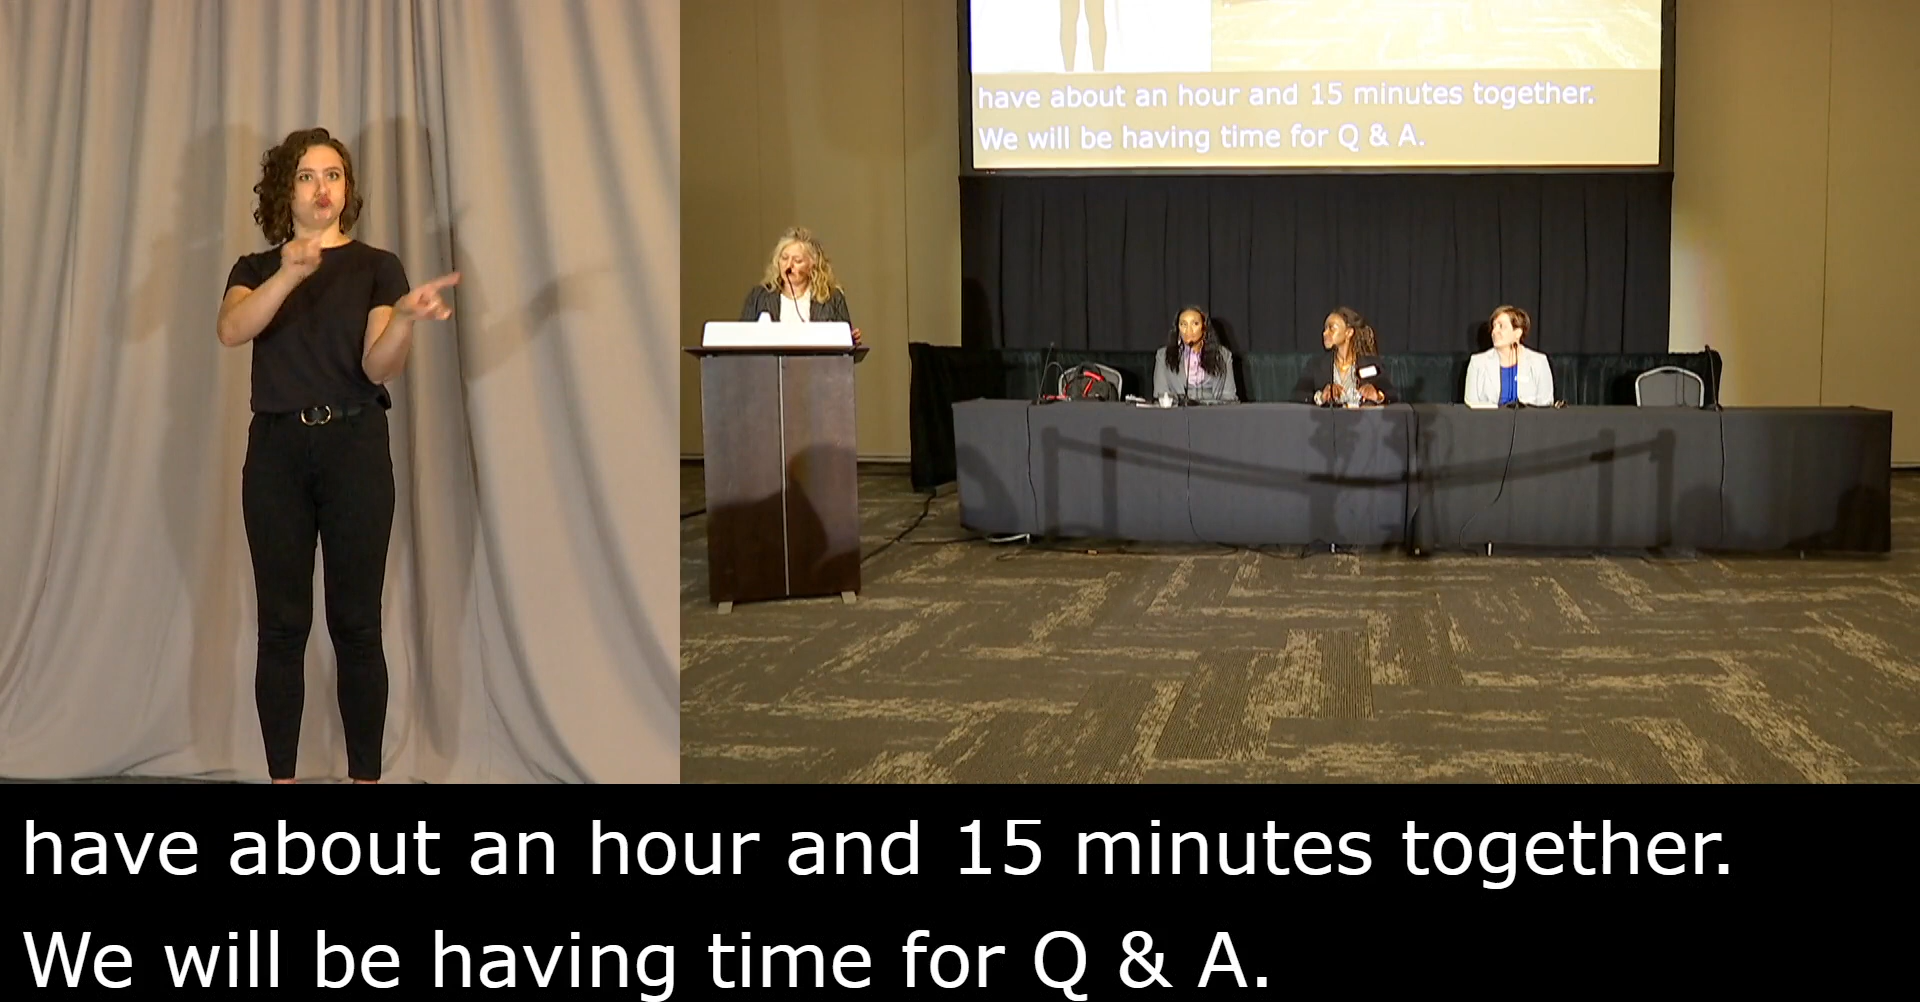 have about an hour and 15 minutes together.
We will be having time for Q & A.
have about an hour and 15 minutes together.
We will be having time for Q & A.